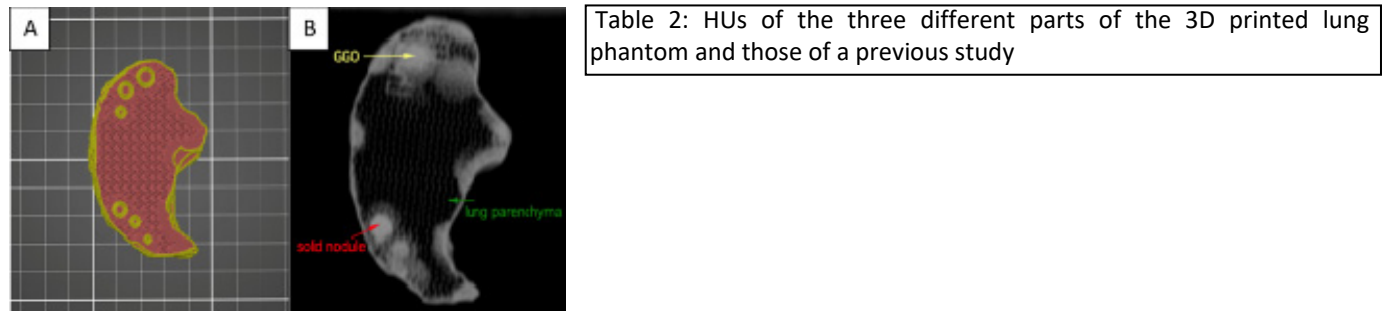 A
B
GGO
lung parenchyma
solid nodule
Table 2: HUs of the three different parts of the 3D printed lung
phantom and those of a previous study